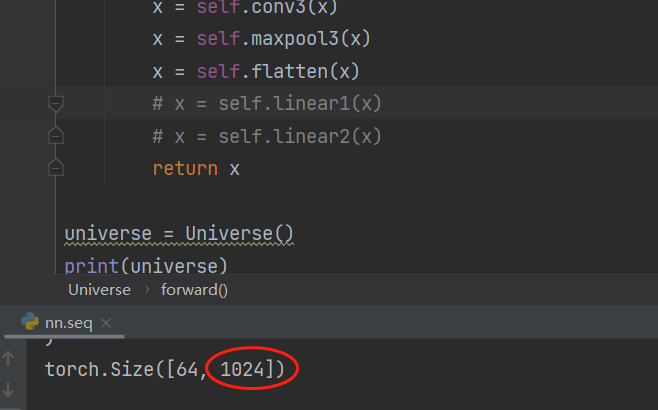 x = self.conv3(x)
x = self.maxpool3(x)
x = self.flatten(x)
# x = self.linear1(x)
# x = self.linear2(x)
return x
universe = Universe()
print(universe)
Universe › forward()
nn.seq ×
torch.Size([64, 1024])